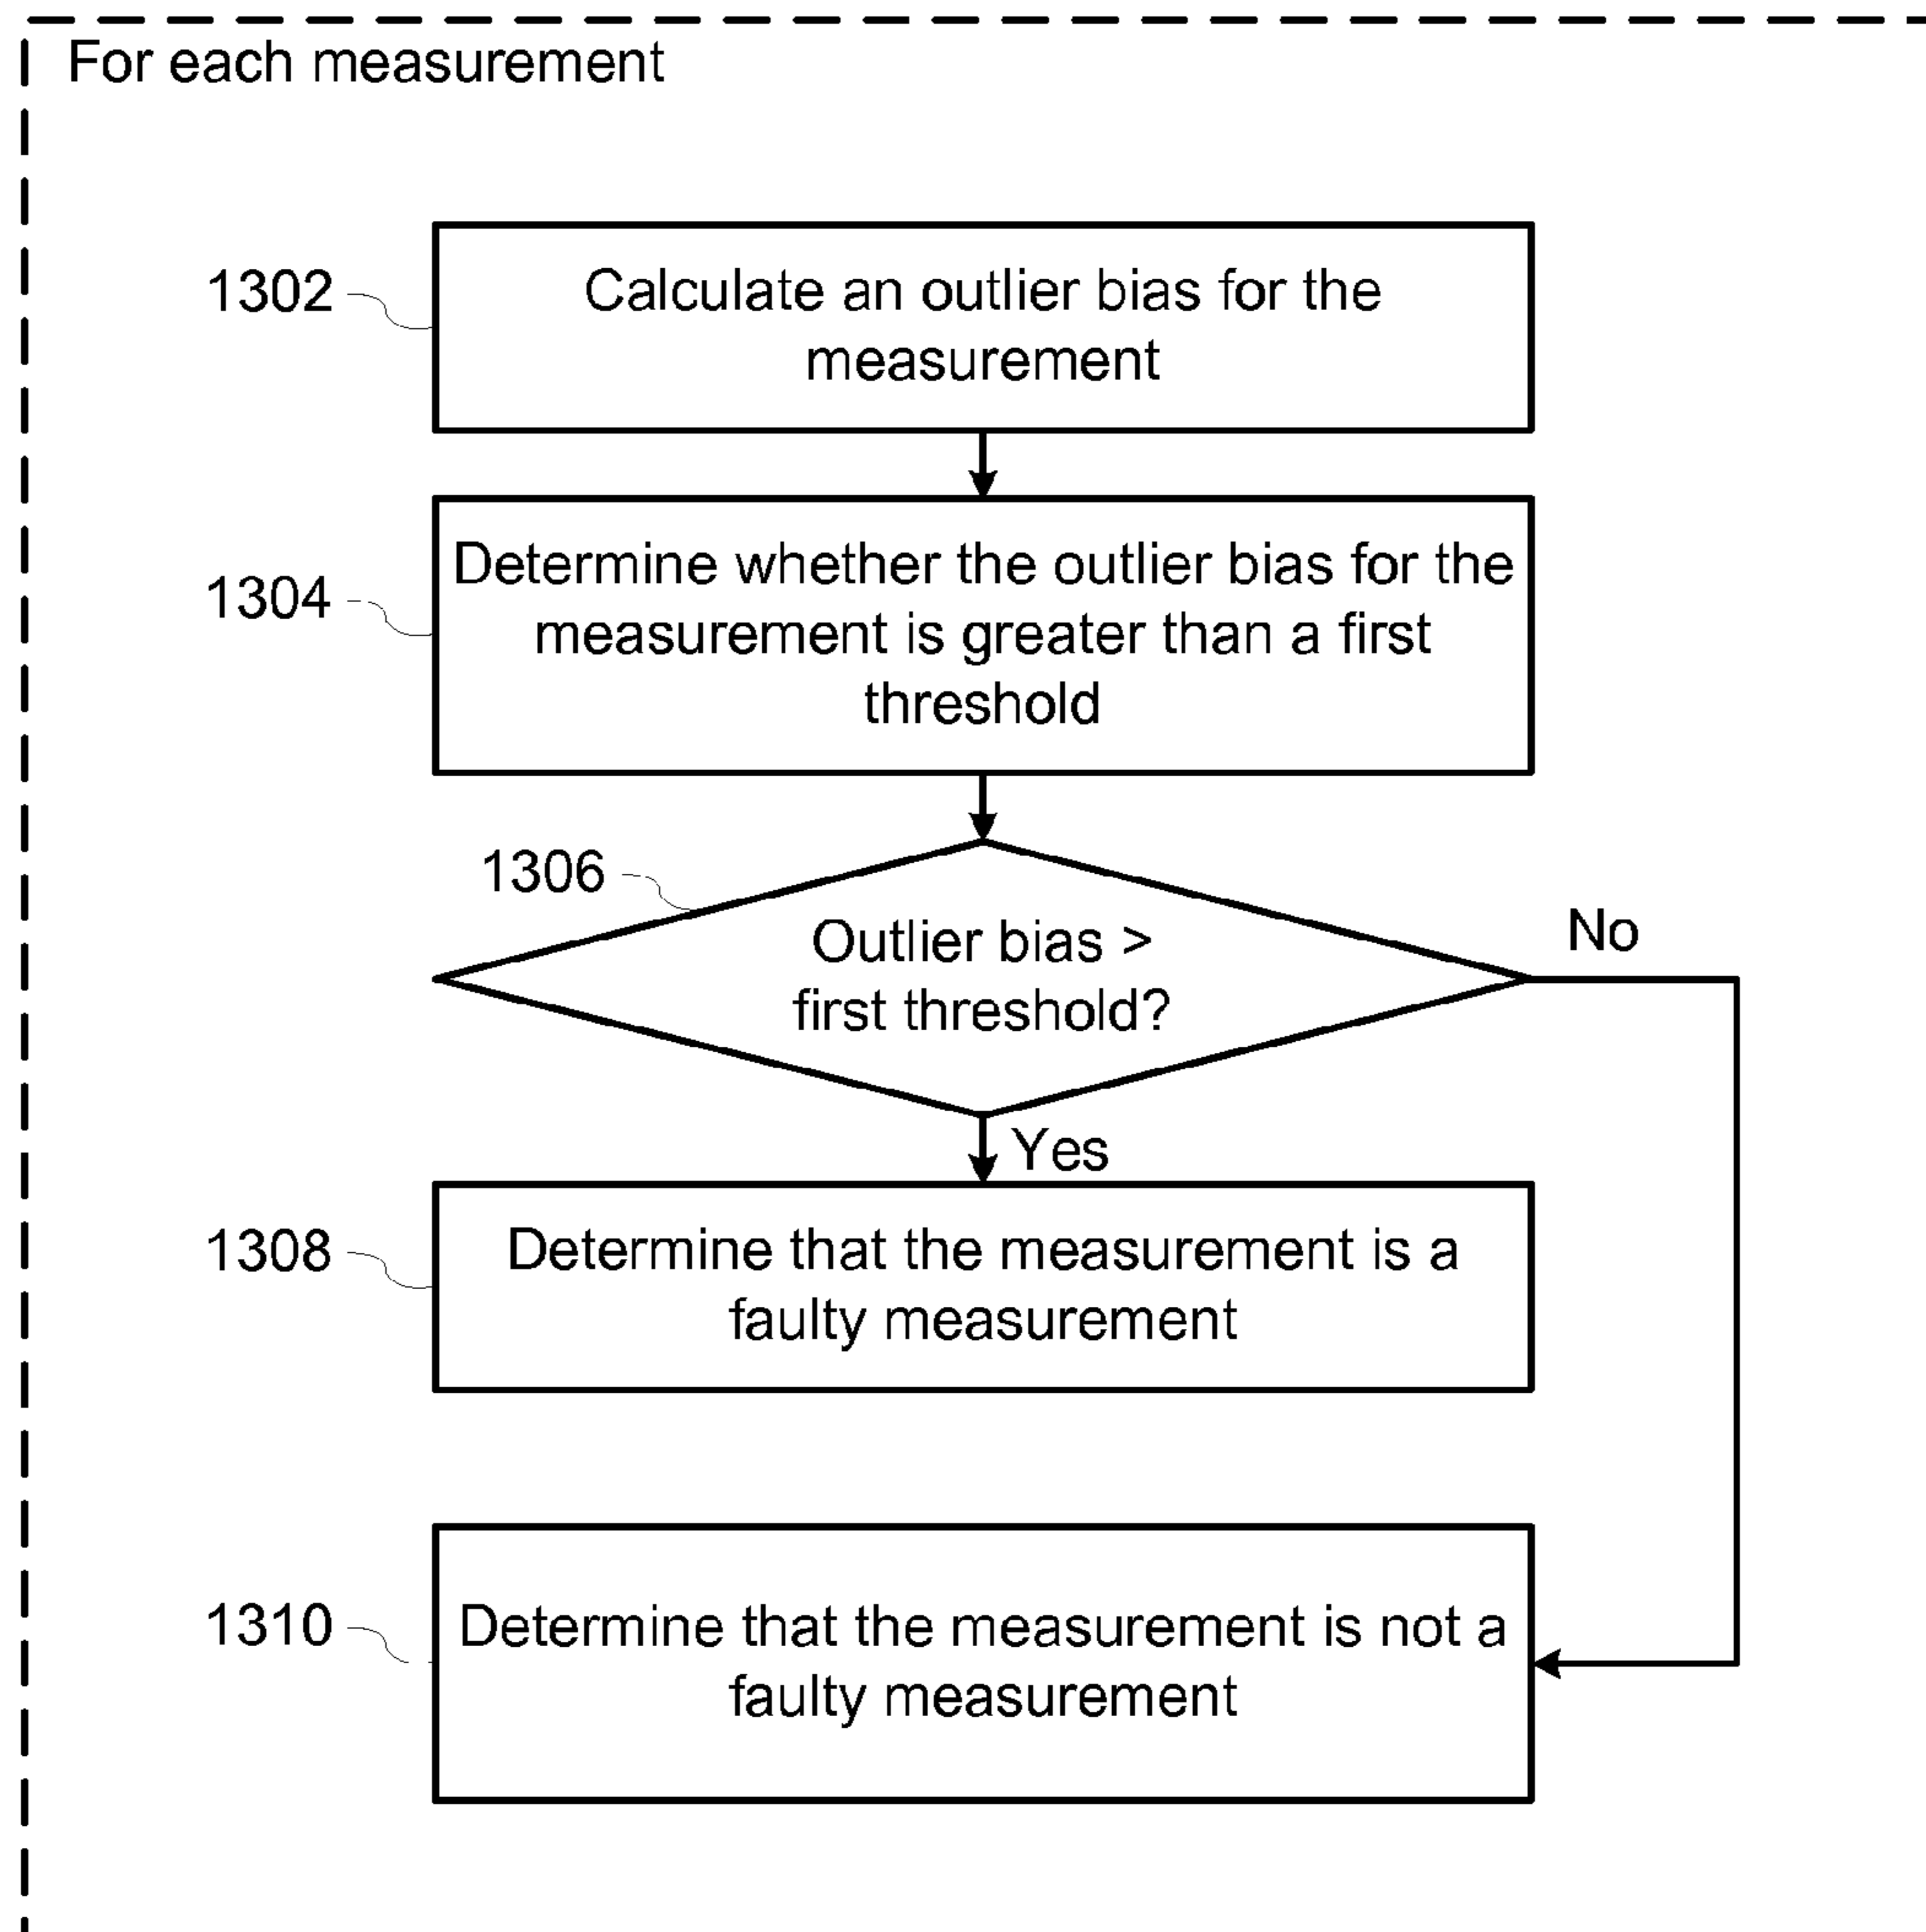 For each measurement
1302
Calculate an outlier bias for the
measurement
1304
Determine whether the outlier bias for the
measurement is greater than a first
threshold
1306
Outlier bias >
first threshold?
No
Yes
1308
Determine that the measurement is a
faulty measurement
1310
Determine that the measurement is not a
faulty measurement